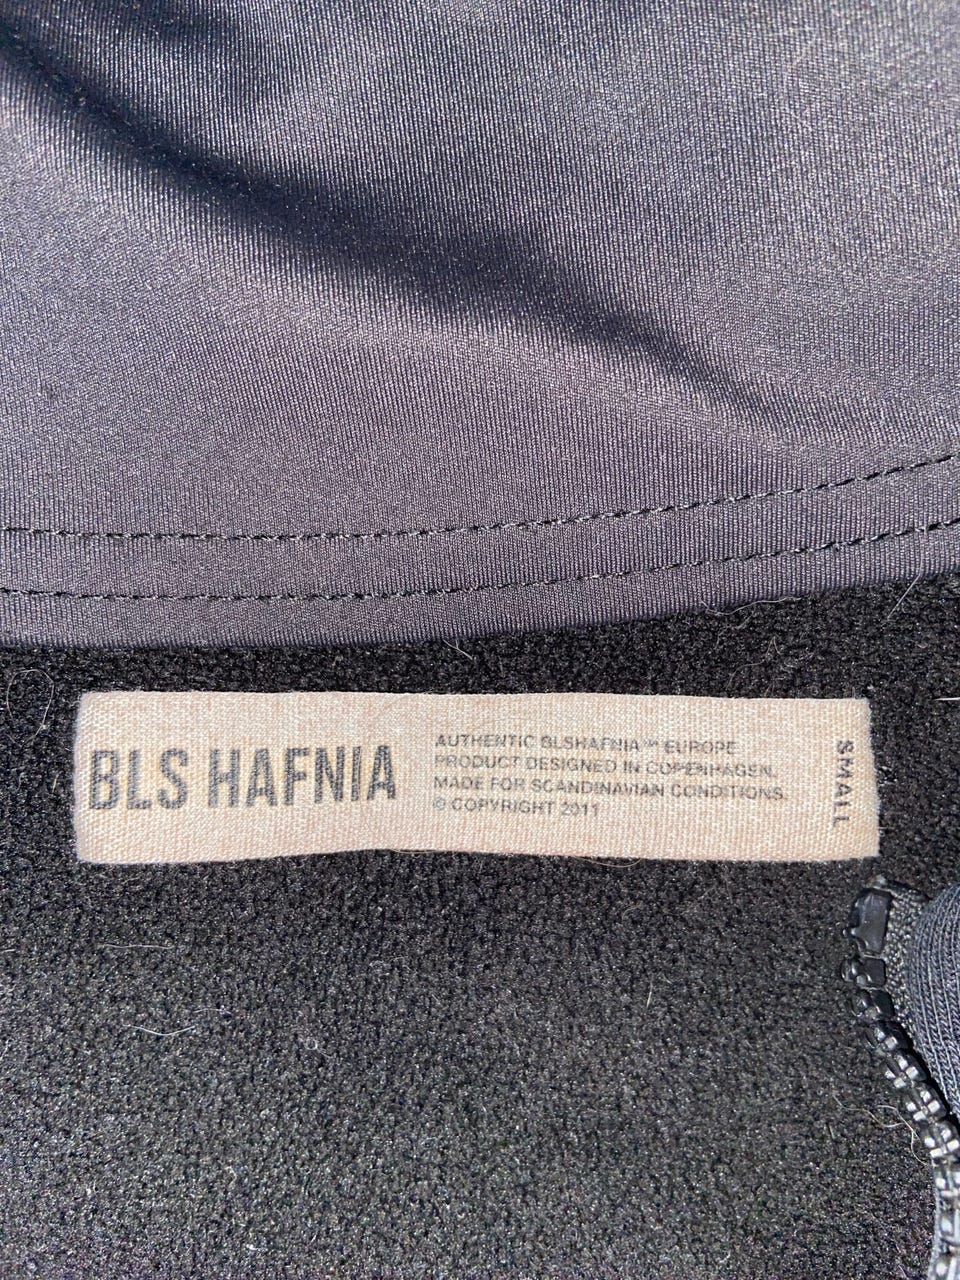 BLS HAFNIA
AUTHENTIC BLSHAFNIA™ EUROPE
PRODUCT DESIGNED IN COPENHAGEN.
MADE FOR SCANDINAVIAN CONDITIONS.
© COPYRIGHT 2011
SMALL